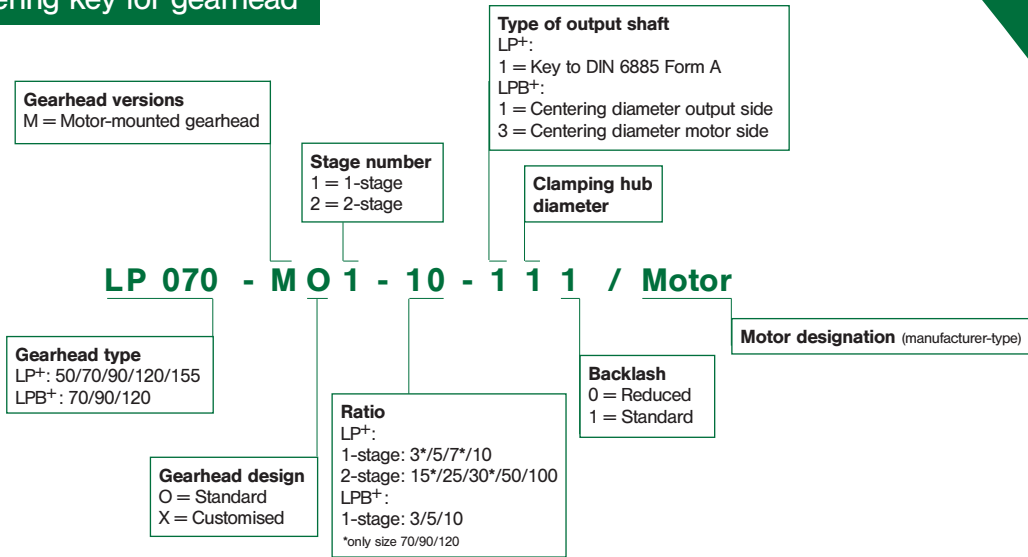 ering key for gearhead
Type of output shaft
LP+:
1 = Key to DIN 6885 Form A
LPB+:
1 = Centering diameter output side
3 = Centering diameter motor side
Gearhead versions
M = Motor-mounted gearhead
Stage number
1 = 1-stage
2 = 2-stage
Clamping hub
diameter
LP 070 - M O 1 - 10 - 1 1 1 / Motor
Motor designation (manufacturer-type)
Gearhead type
LP+: 50/70/90/120/155
LPB+: 70/90/120
Backlash
0 = Reduced
1 = Standard
Ratio
LP+:
1-stage: 3*/5/7*/10
2-stage: 15*/25/30*/50/100
LPB+:
1-stage: 3/5/10
*only size 70/90/120
Gearhead design
O = Standard
X = Customised